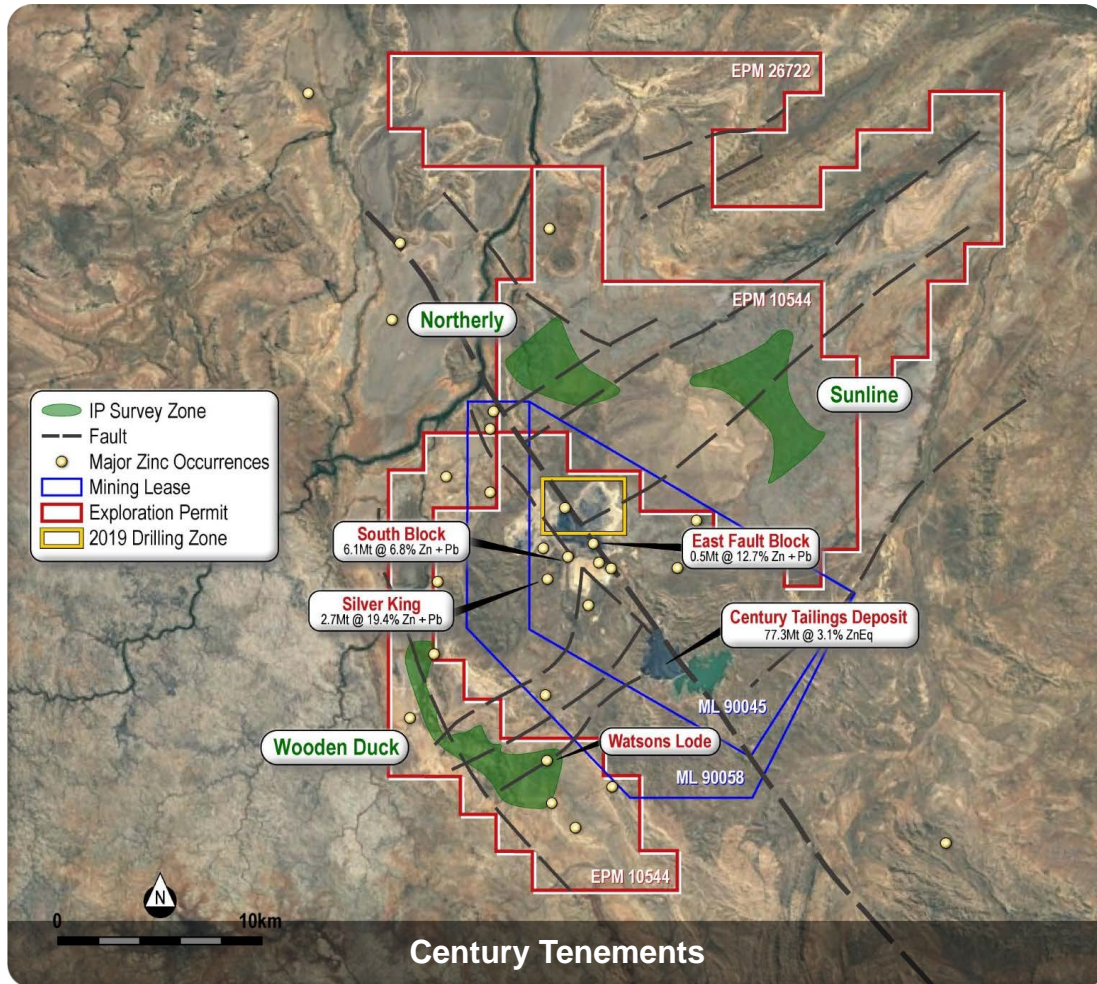 EPM 26722
EPM 10544
Northerly
Sunline
IP Survey Zone
Fault
Major Zinc Occurrences
Mining Lease
Exploration Permit
2019 Drilling Zone
South Block
6.1Mt @ 6.8% Zn + Pb
East Fault Block
0.5Mt @ 12.7% Zn + Pb
Silver King
2.7Mt @ 19.4% Zn + Pb
Century Tailings Deposit
77.3Mt @ 3.1% ZnEq
ML 90045
Wooden Duck
Watsons Lode
ML 90058
EPM 10544
N
0 10km
Century Tenements